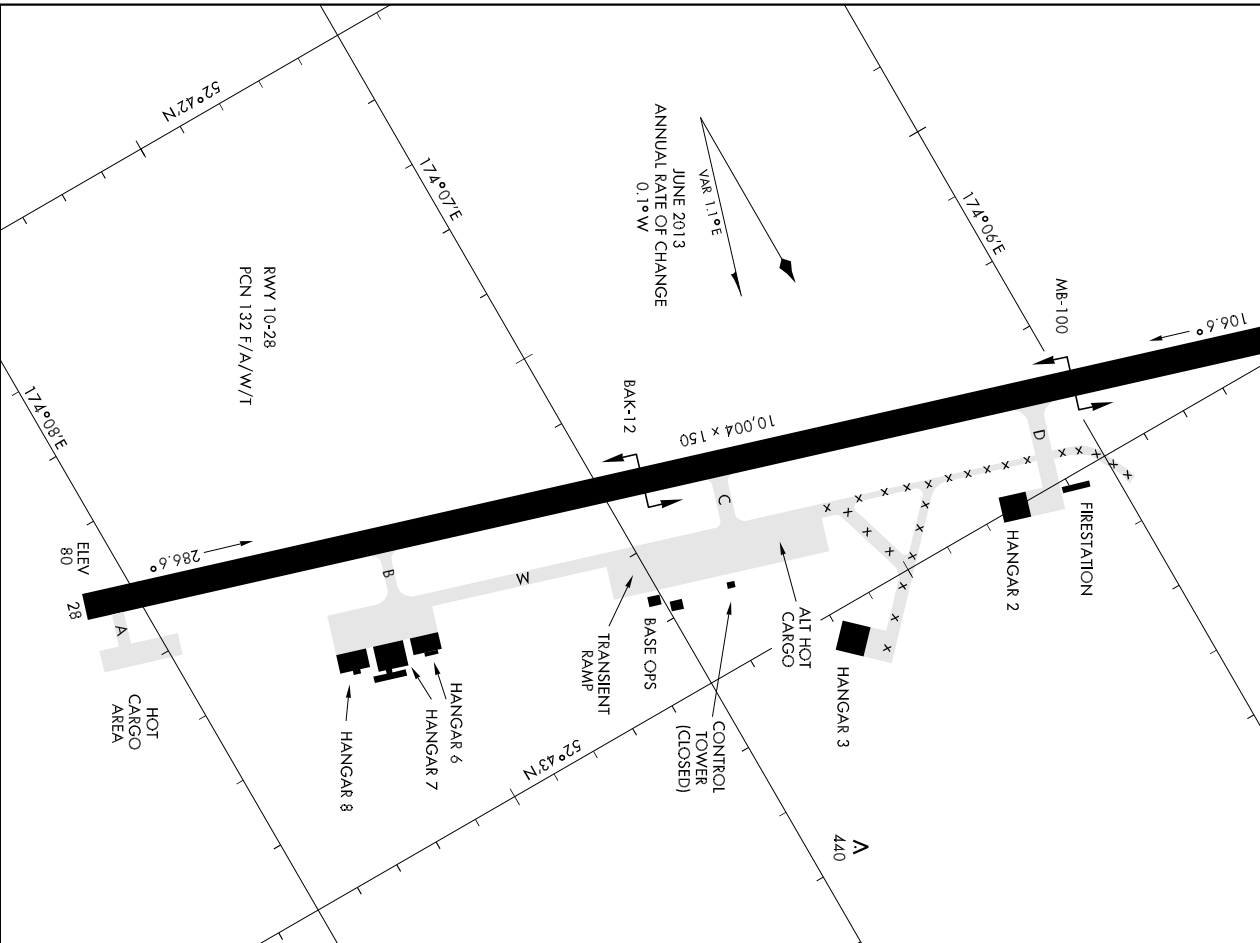 52°42'N
174°07'E
174°06'E
174°08'E
52°43'N
VAR 1.1°E
JUNE 2013
ANNUAL RATE OF CHANGE
0.1°W
RWY 10-28
PCN 132 F/A/W/T
MB-100
106.6°
BAK-12
10,004 x 150
D
C
FIRESTATION
HANGAR 2
HANGAR 3
ALT HOT
CARGO
CONTROL
TOWER
(CLOSED)
BASE OPS
TRANSIENT
RAMP
W
B
HANGAR 6
HANGAR 7
HANGAR 8
286.6°
ELEV
80
28
A
HOT
CARGO
AREA
440